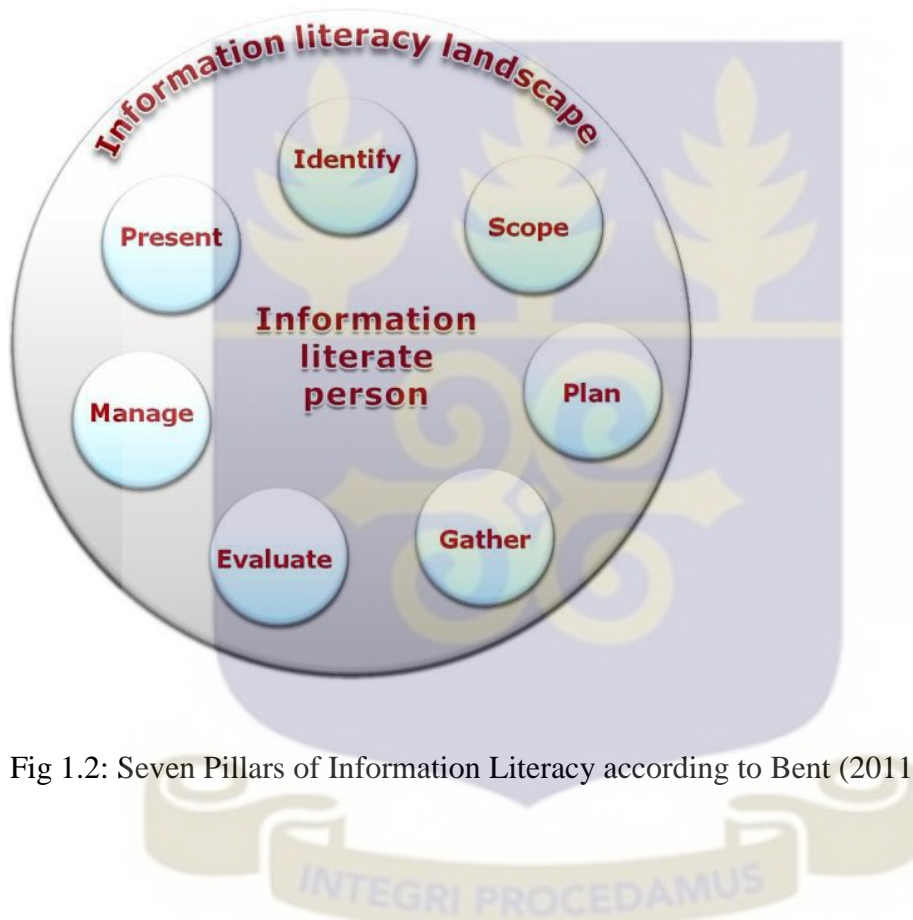 Information literacy landscape
Identify
Scope
Present
Information
literate
person
Plan
Manage
Gather
Evaluate
Fig 1.2: Seven Pillars of Information Literacy according to Bent (2011
INTEGRI PROCEDAMUS